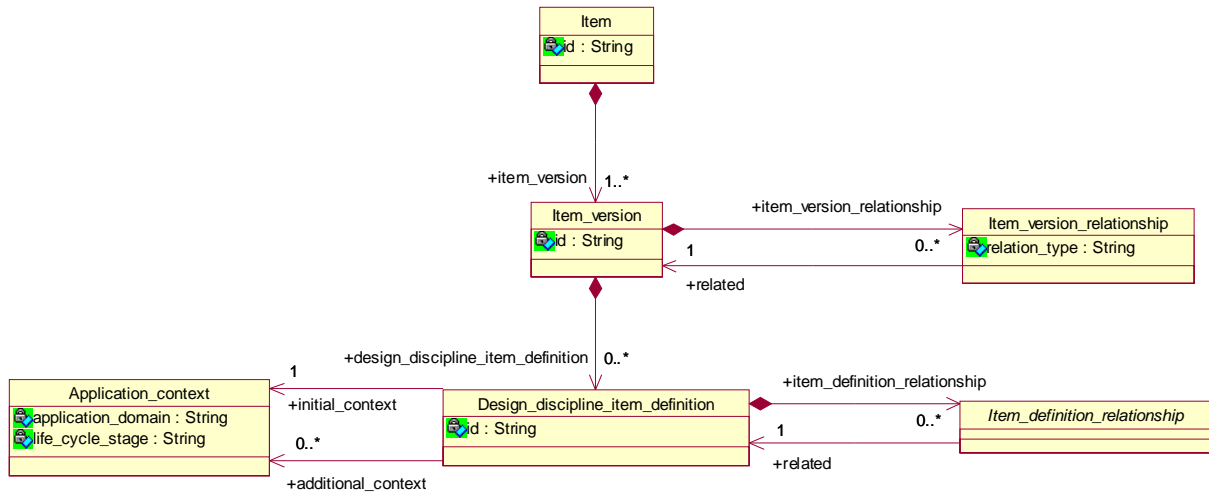 Item
id : String
+item_version
1..*
Item_version
id : String
+item_version_relationship
0..*
Item_version_relationship
relation_type : String
1
+related
+design_discipline_item_definition
0..*
Application_context
application_domain : String
life_cycle_stage : String
1
+initial_context
0..*
+additional_context
Design_discipline_item_definition
id : String
+item_definition_relationship
0..*
Item_definition_relationship
1
+related